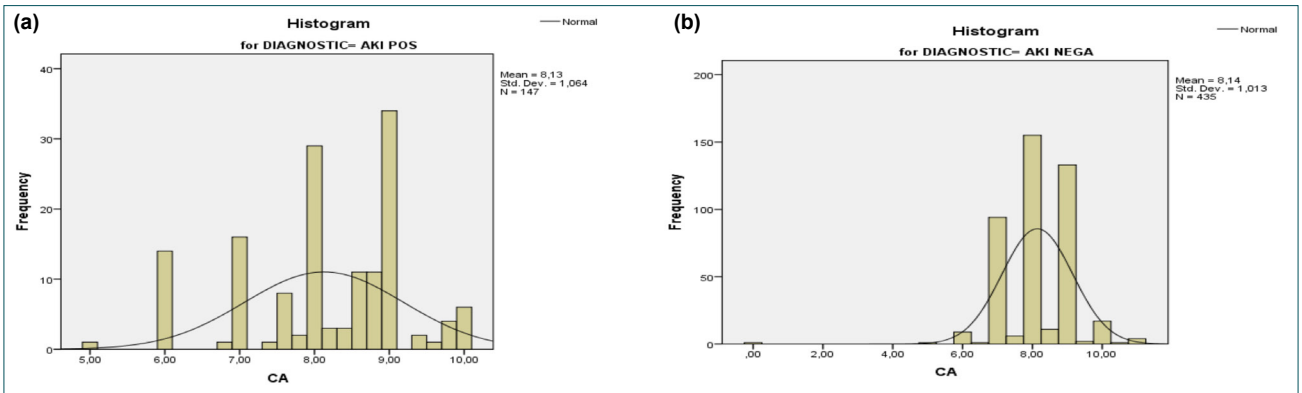 (a)
Histogram
for DIAGNOSTIC= AKI POS
Normal
Mean = 8,13
Std. Dev. = 1,064
N = 147
Frequency
40
30
20
10
0
5,00 6,00 7,00 8,00 9,00 10,00
CA
(b)
Histogram
for DIAGNOSTIC= AKI NEGA
Normal
Mean = 8,14
Std. Dev. = 1,013
N = 435
Frequency
200
150
100
50
0
,00 2,00 4,00 6,00 8,00 10,00
CA